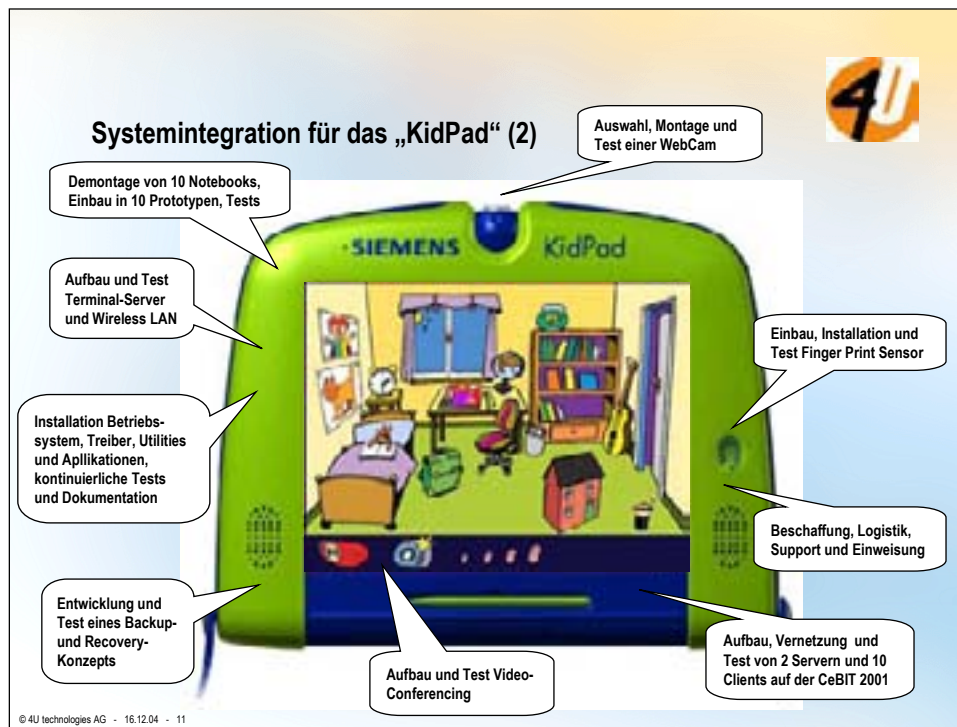 4U
Systemintegration für das „KidPad“ (2)
Auswahl, Montage und
Test einer WebCam
Demontage von 10 Notebooks,
Einbau in 10 Prototypen, Tests
SIEMENS
KidPad
Aufbau und Test
Terminal-Server
und Wireless LAN
Einbau, Installation und
Test Finger Print Sensor
Installation Betriebs-
system, Treiber, Utilities
und Apllikationen,
kontinuierliche Tests
und Dokumentation
Beschaffung, Logistik,
Support und Einweisung
Entwicklung und
Test eines Backup-
und Recovery-
Konzepts
Aufbau und Test Video-
Conferencing
Aufbau, Vernetzung und
Test von 2 Servern und 10
Clients auf der CeBIT 2001
© 4U technologies AG - 16.12.04 - 11